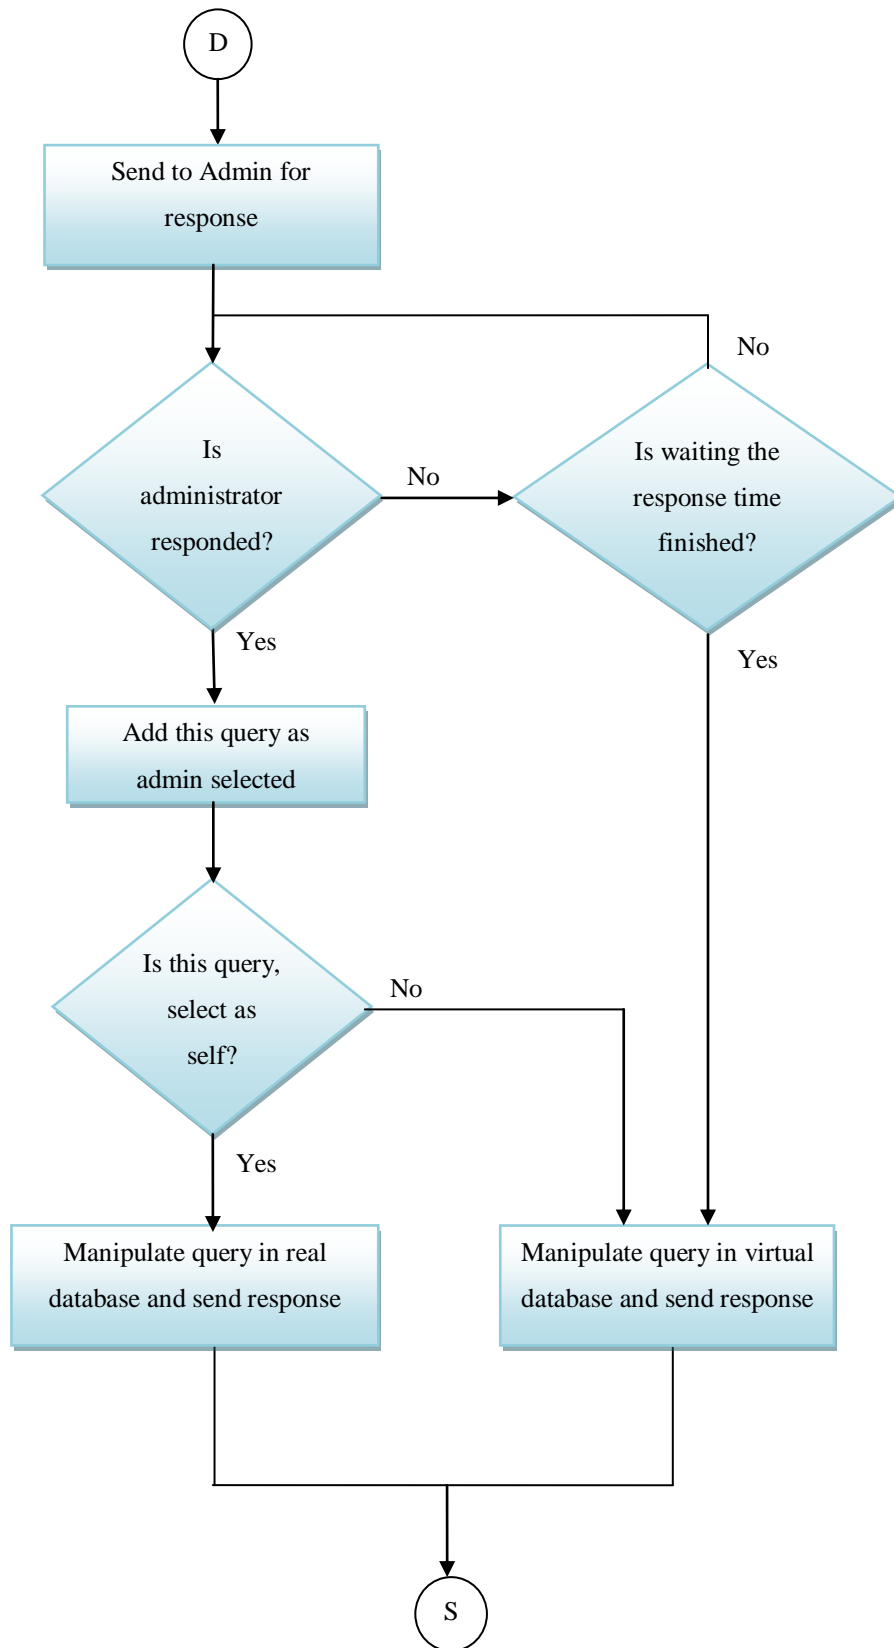 D
Send to Admin for
response
No
Is
administrator
responded?
No
Is waiting the
response time
finished?
Yes
Yes
Add this query as
admin selected
Is this query,
select as
self?
No
Yes
Manipulate query in real
database and send response
Manipulate query in virtual
database and send response
S